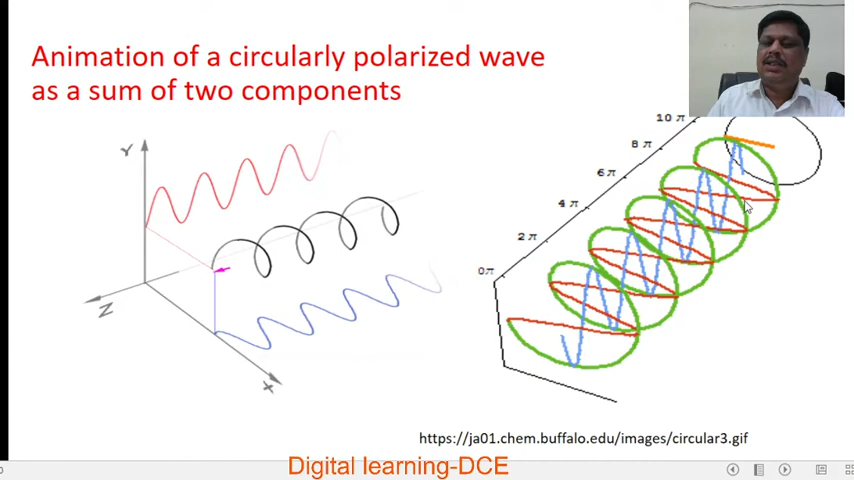 Animation of a circularly polarized wave
as a sum of two components
Y
Z
X
10 π
8 π
6 π
4 π
2 π
0π
https://ja01.chem.buffalo.edu/images/circular3.gif
Digital learning-DCE